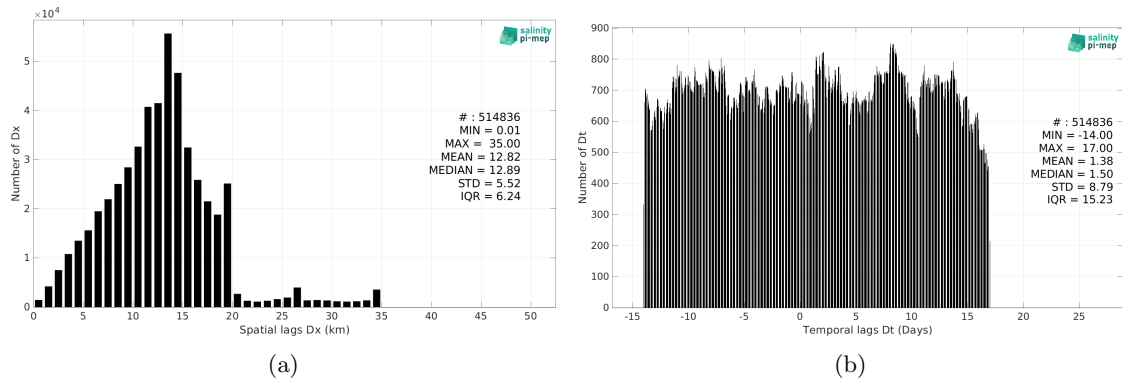 ×10⁴
5
4
3
2
1
0
Number of Dx
0 5 10 15 20 25 30 35 40 45 50
Spatial lags Dx (km)
salinity
pi-mep
# : 514836
MIN = 0.01
MAX = 35.00
MEAN = 12.82
MEDIAN = 12.89
STD = 5.52
IQR = 6.24
(a)
900
800
700
600
500
400
300
200
100
0
Number of Dt
-15 -10 -5 0 5 10 15 20 25
Temporal lags Dt (Days)
salinity
pi-mep
# : 514836
MIN = -14.00
MAX = 17.00
MEAN = 1.38
MEDIAN = 1.50
STD = 8.79
IQR = 15.23
(b)